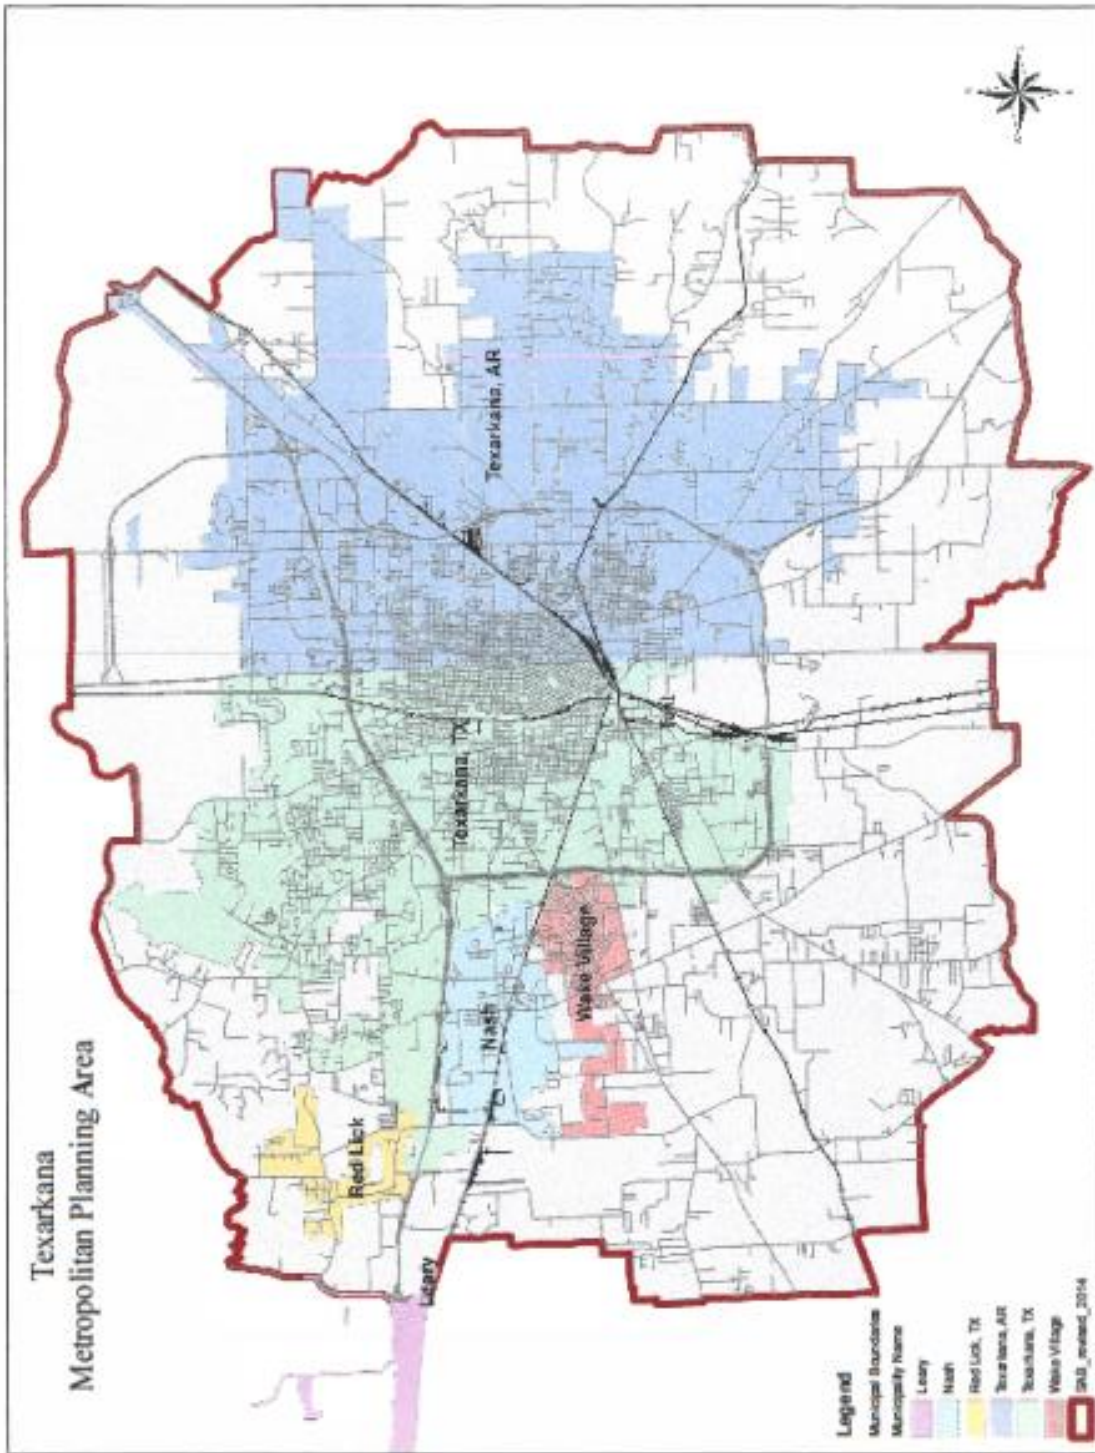 Texarkana
Metropolitan Planning Area
Leary
Red Lick
Nash
Wake Village
Texarkana, TX
Texarkana, AR
Legend
Municipal Boundaries
Municipality Name
Leary
Nash
Red Lick, TX
Texarkana, AR
Texarkana, TX
Wake Village